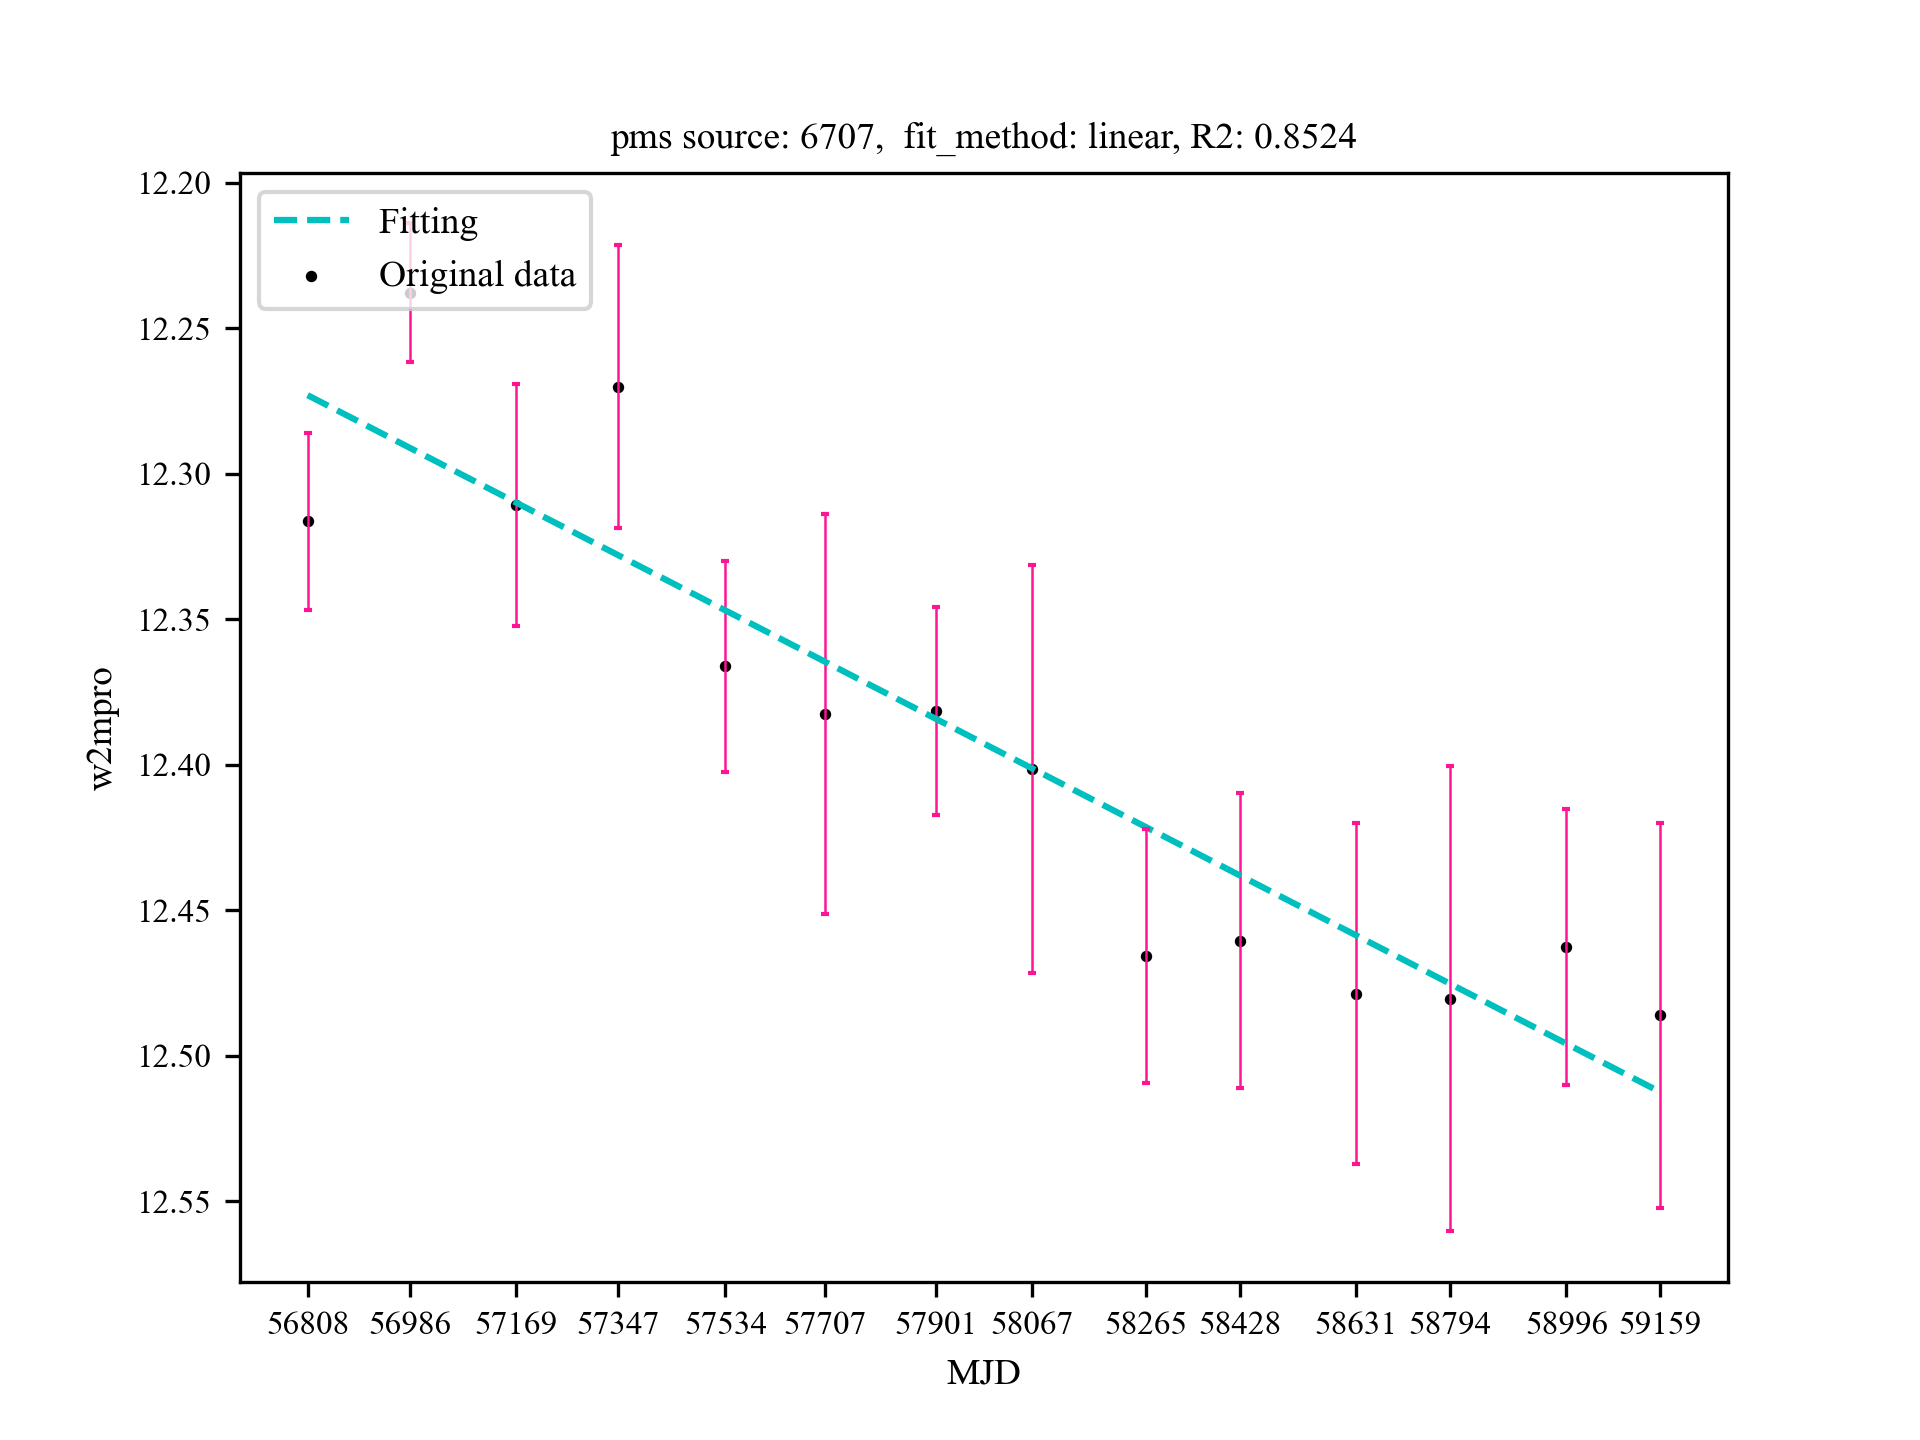 pms source: 6707,  fit_method: linear, R2: 0.8524
Fitting
Original data
12.20
12.25
12.30
12.35
12.40
12.45
12.50
12.55
w2mpro
56808 56986 57169 57347 57534 57707 57901 58067 58265 58428 58631 58794 58996 59159
MJD